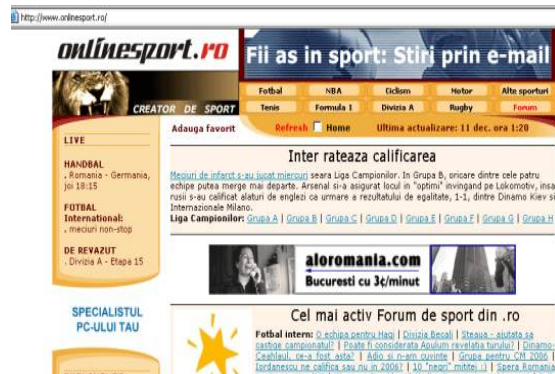 http://www.onlinesport.ro/
onlinesport.ro
Fii as in sport: Stiri prin e-mail
CREATOR DE SPORT
Fotbal NBA Ciclism Motor Alte sporturi
Tenis Formula 1 Divizia A Rugby Forum
Adauga favorit Refresh Home Ultima actualizare: 11 dec. ora 1:20
LIVE
HANDBAL
. Romania - Germania,
joi 18:15
FOTBAL
International:
. meciuri non-stop
DE REVAZUT
. Divizia A - Etapa 15
SPECIALISTUL
PC-ULUI TAU
Inter rateaza calificarea
Meciuri de infarct s-au jucat miercuri seara Liga Campionilor. In Grupa B, oricare dintre cele patru
echipe putea merge mai departe. Arsenal si-a asigurat locul in "optimi" invingand pe Lokomotiv, insa
rusii s-au calificat alaturi de englezi ca urmare a rezultatului de egalitate, 1-1, dintre Dinamo Kiev si
Internazionale Milano.
Liga Campionilor: Grupa A | Grupa B | Grupa C | Grupa D | Grupa E | Grupa F | Grupa G | Grupa H
aloromania.com
Bucuresti cu 3¢/minut
Cel mai activ Forum de sport din .ro
Fotbal intern: O echipa pentru Hagi | Divizia Becali | Steaua - ajutata sa
castige campionatul? | Poate fi considerata Apulum revelatia turului? | Dinamo-
Ceahlaul, ce-a fost asta? | Adio si n-am cuvinte | Grupa pentru CM 2006 |
Iordanescu ne califica sau nu in 2006? | 10 "negri" mititei :) | Spera Romania